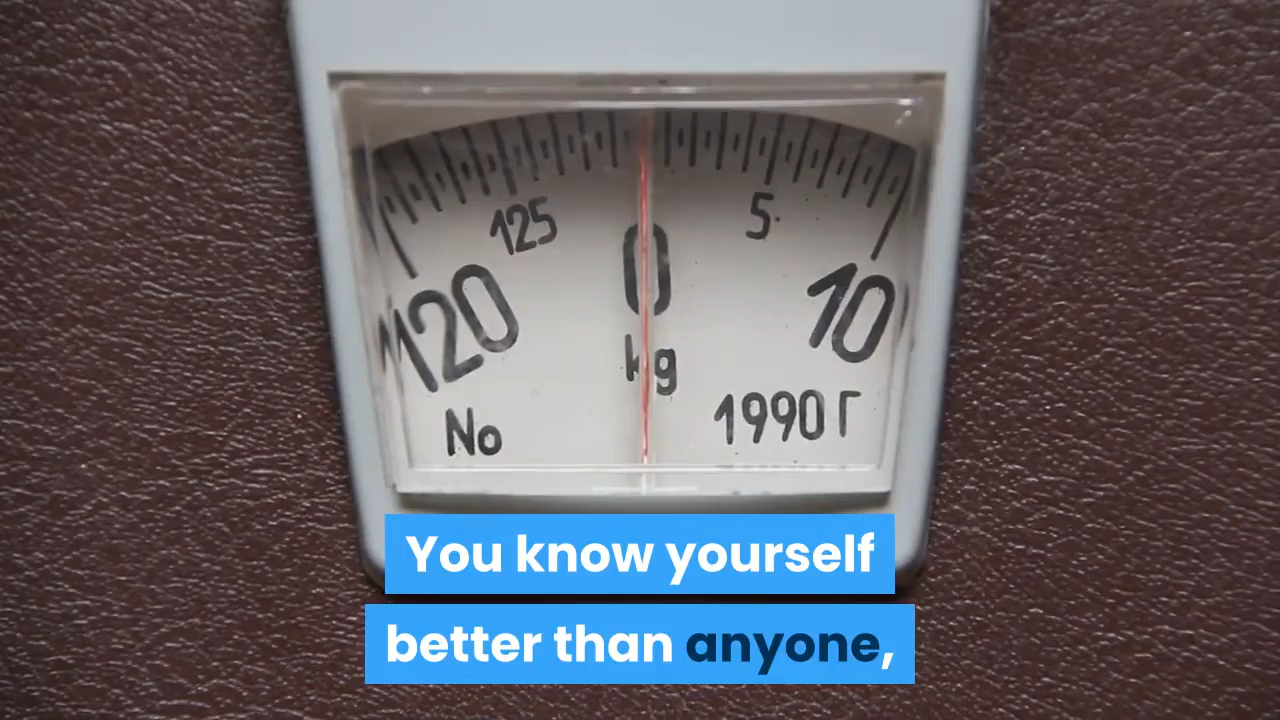 125
5
0
120
10
kg
No
1990 Г
You know yourself
better than anyone,